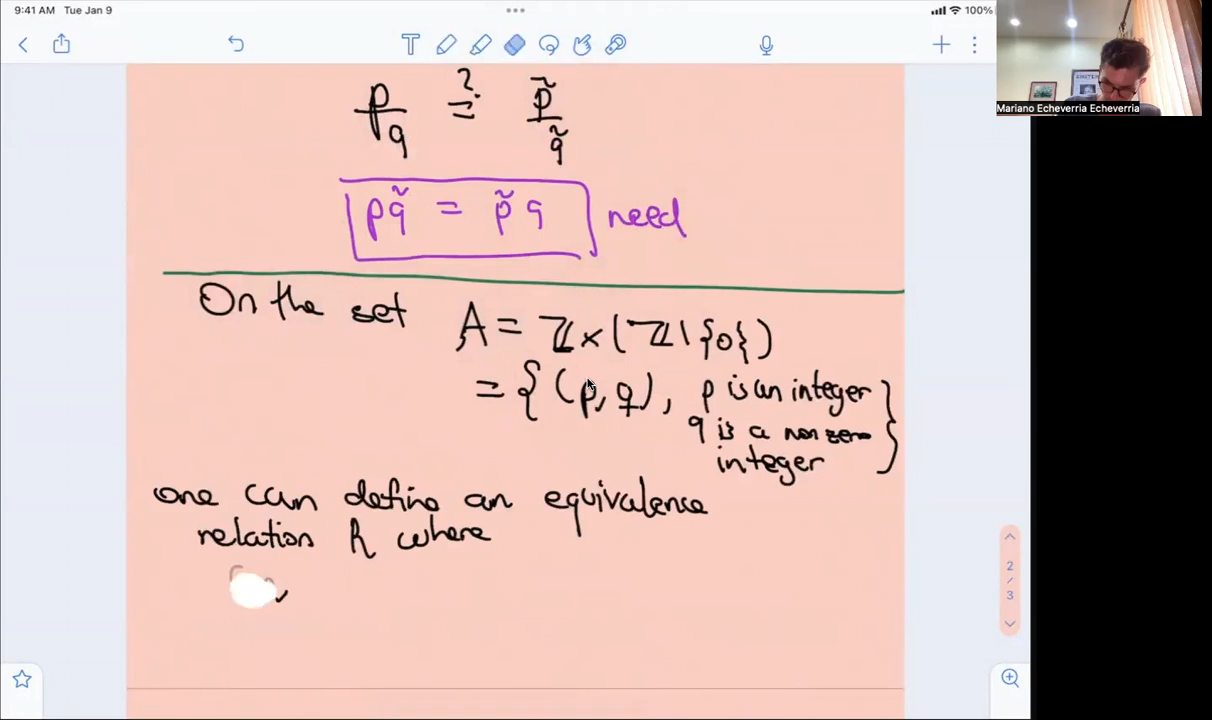 9:41 AM Tue Jan 9
100%
Mariano Echeverria Echeverria
p/q ?= p̃/q̃
pq̃ = p̃q need
On the set A = ℤ×(ℤ\{0})
= {(p,q), p is an integer
q is a non zero
integer}
one can define an equivalence
relation R where
2
/
3